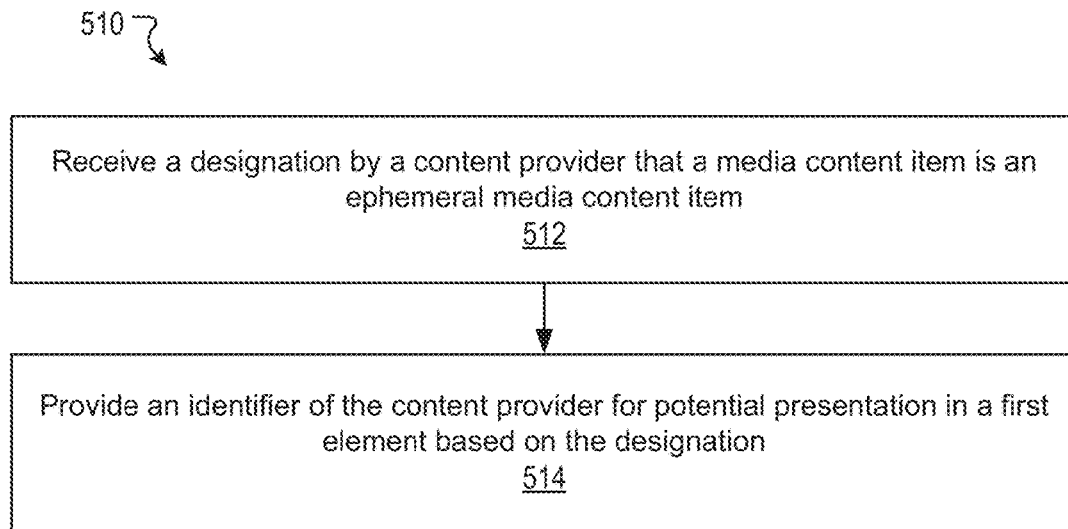 510
Receive a designation by a content provider that a media content item is an
ephemeral media content item
512
Provide an identifier of the content provider for potential presentation in a first
element based on the designation
514